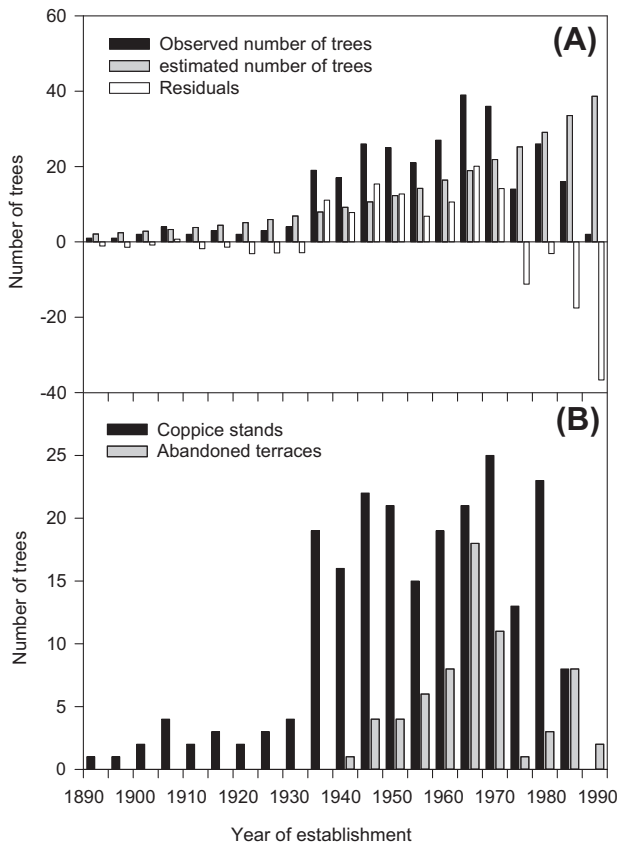 (A)
Observed number of trees
estimated number of trees
Residuals
60
40
20
0
-20
-40
Number of trees
(B)
Coppice stands
Abandoned terraces
25
20
15
10
5
0
Number of trees
1890 1900 1910 1920 1930 1940 1950 1960 1970 1980 1990
Year of establishment